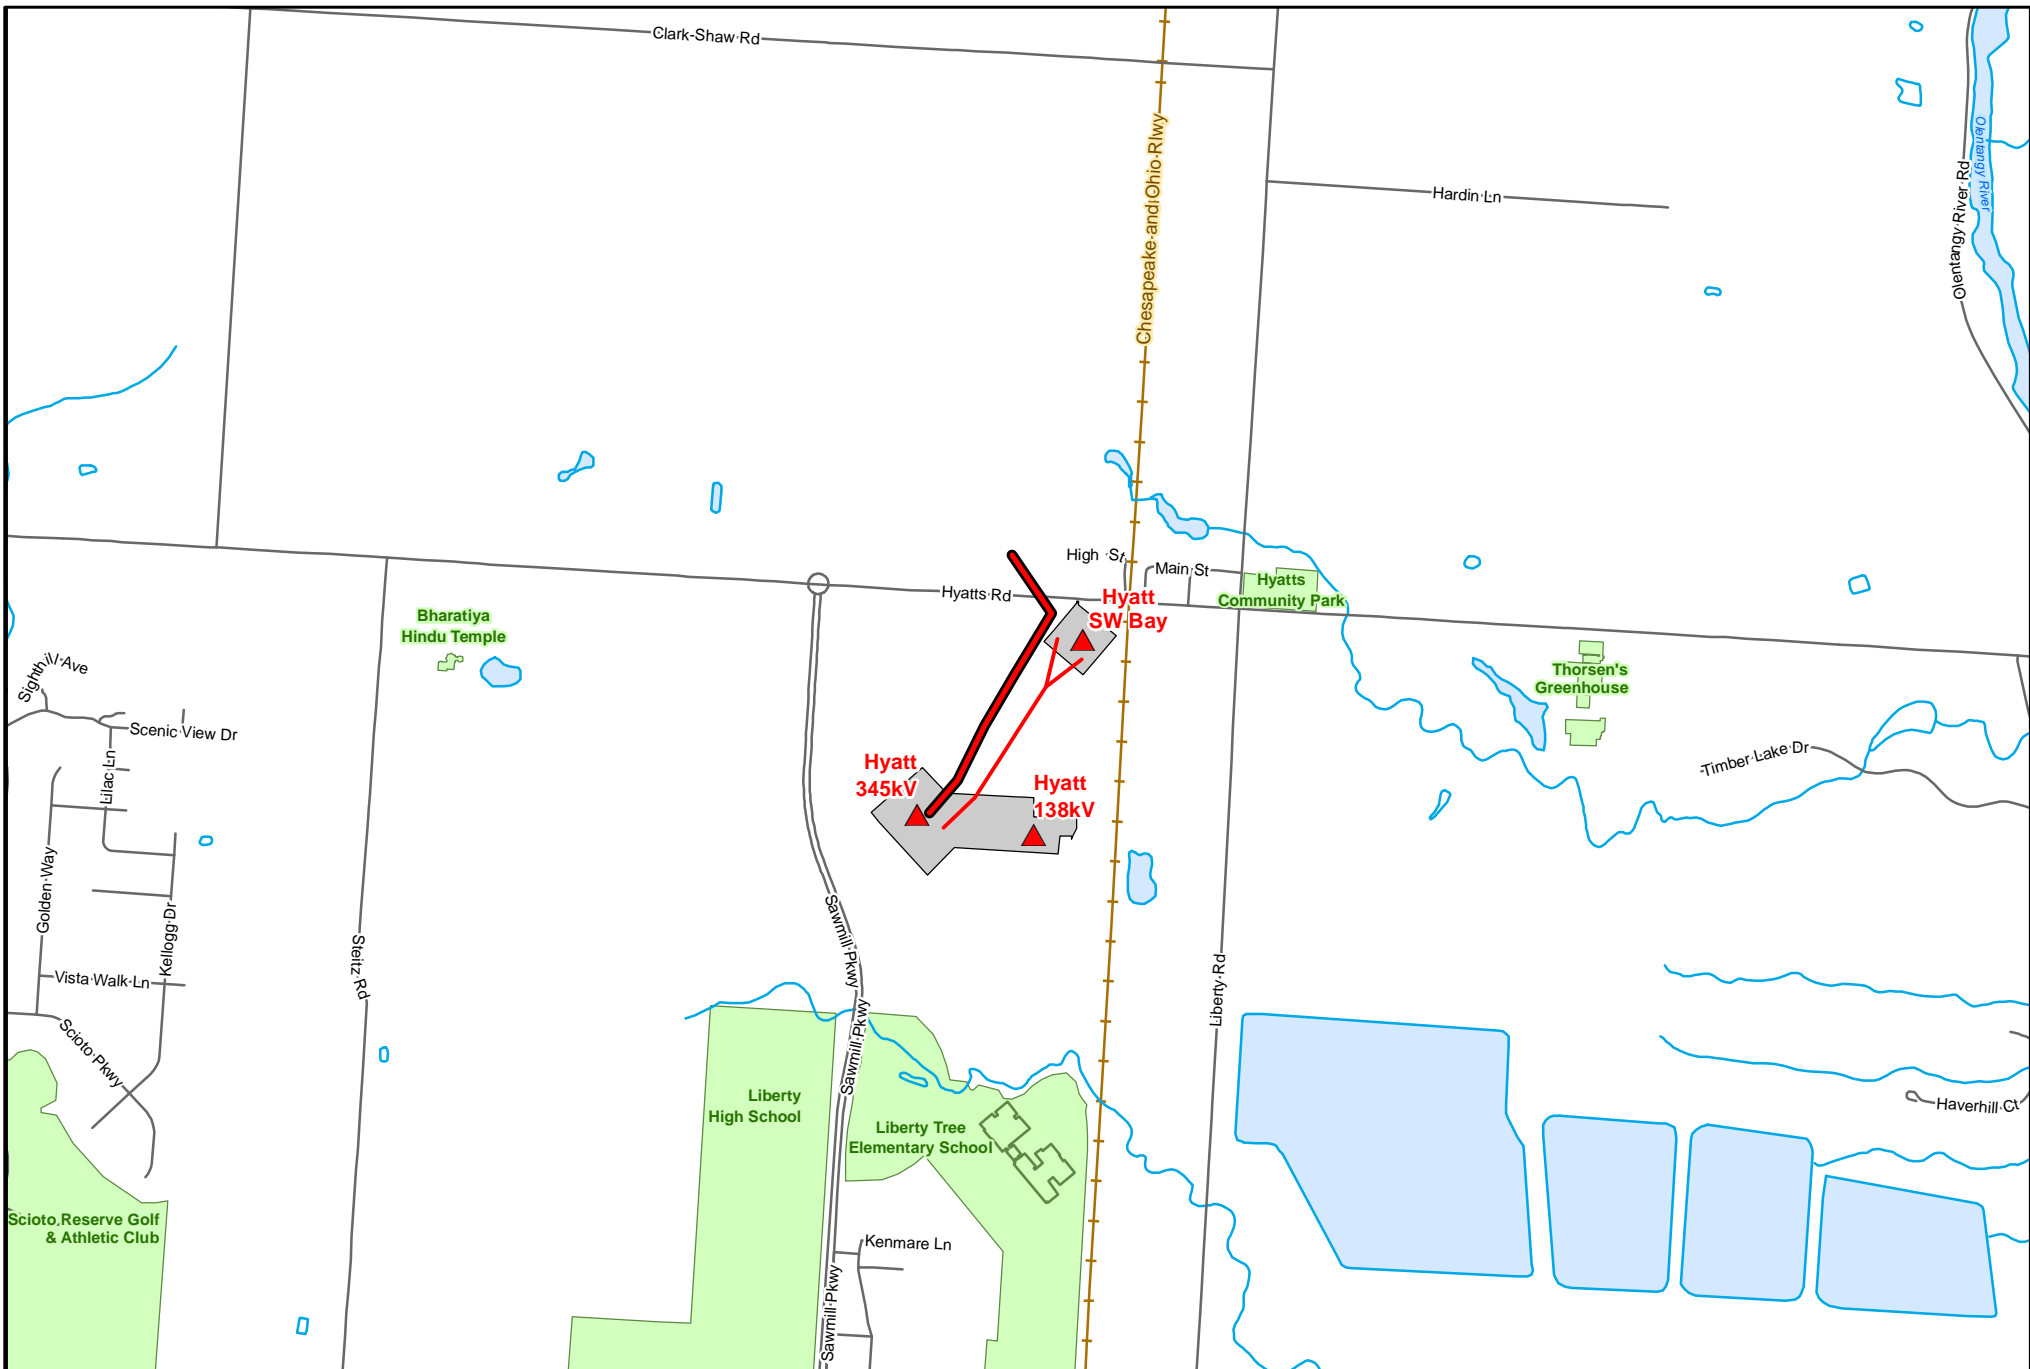 Clark-Shaw Rd
Chesapeake and Ohio Rlwy
Hardin Ln
Olentangy River Rd
Olentangy River
High St
Main St
Hyatts Rd
Hyatt
SW Bay
Hyatts
Community Park
Bharatiya
Hindu Temple
Thorsen's
Greenhouse
Sighthill Ave
Scenic View Dr
Lilac Ln
Timber Lake Dr
Hyatt
345kV
Hyatt
138kV
Golden Way
Kellogg Dr
Steitz Rd
Sawmill Pkwy
Liberty Rd
Vista Walk Ln
Scioto Pkwy
Sawmill Pkwy
Liberty
High School
Liberty Tree
Elementary School
Haverhill Ct
Scioto Reserve Golf
& Athletic Club
Kenmare Ln
Sawmill Pkwy